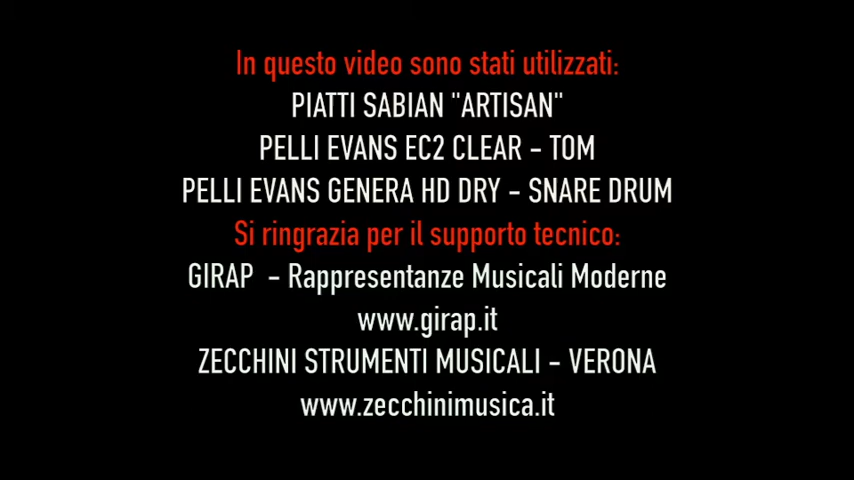 In questo video sono stati utilizzati:
PIATTI SABIAN "ARTISAN"
PELLI EVANS EC2 CLEAR - TOM
PELLI EVANS GENERA HD DRY - SNARE DRUM
Si ringrazia per il supporto tecnico:
GIRAP - Rappresentanze Musicali Moderne
www.girap.it
ZECCHINI STRUMENTI MUSICALI - VERONA
www.zecchinimusica.it